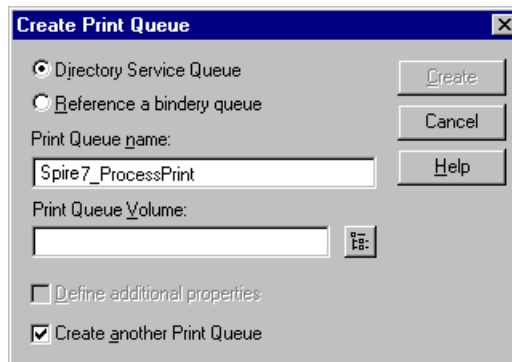 Create Print Queue
Directory Service Queue
Reference a bindery queue
Create
Cancel
Help
Print Queue name:
Spire7_ProcessPrint
Print Queue Volume:
Define additional properties
Create another Print Queue